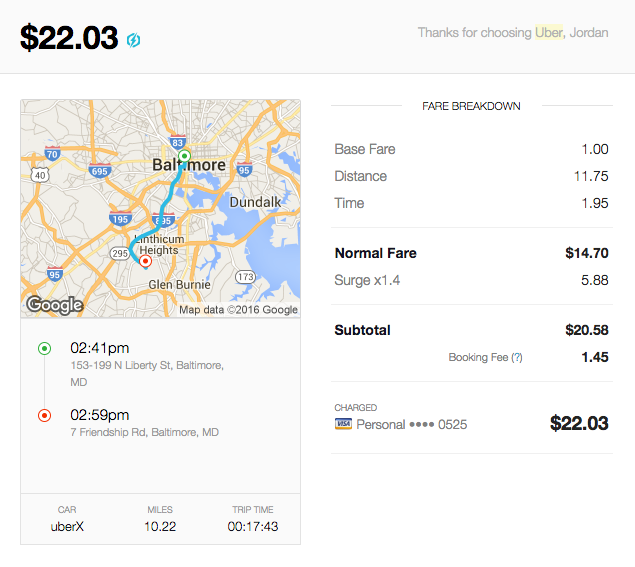 $22.03
Thanks for choosing Uber, Jordan
83
70
Baltimore
40
695
95
Dundalk
195
695
Linthicum
Heights
295
173
95
Glen Burnie
Google
Map data ©2016 Google
02:41pm
153-199 N Liberty St, Baltimore,
MD
02:59pm
7 Friendship Rd, Baltimore, MD
CAR MILES TRIP TIME
uberX 10.22 00:17:43
FARE BREAKDOWN
Base Fare 1.00
Distance 11.75
Time 1.95
Normal Fare $14.70
Surge x1.4 5.88
Subtotal $20.58
Booking Fee (?) 1.45
CHARGED
VISA Personal •••• 0525 $22.03